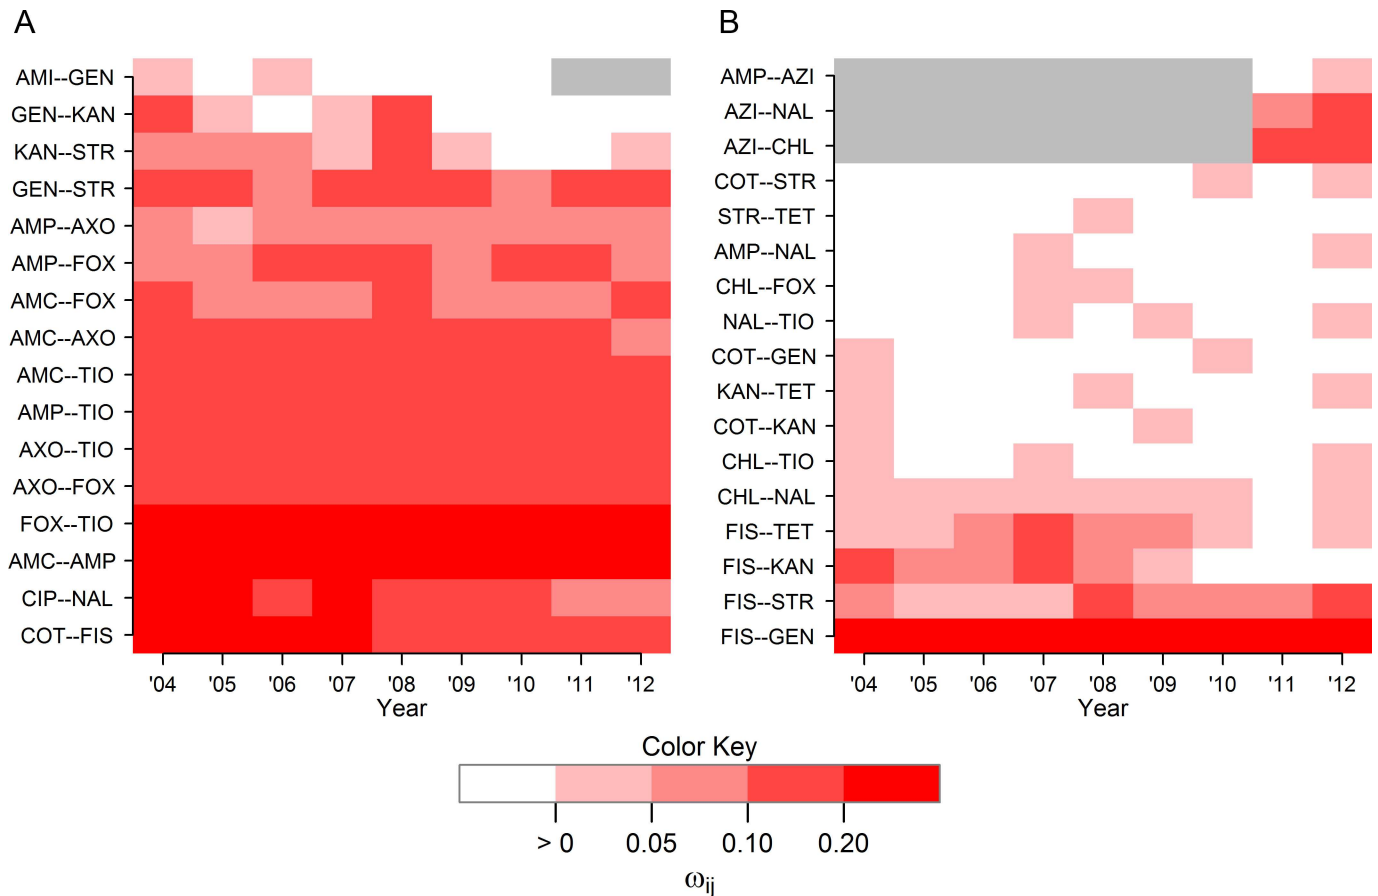 A
AMI--GEN
GEN--KAN
KAN--STR
GEN--STR
AMP--AXO
AMP--FOX
AMC--FOX
AMC--AXO
AMC--TIO
AMP--TIO
AXO--TIO
AXO--FOX
FOX--TIO
AMC--AMP
CIP--NAL
COT--FIS
'04 '05 '06 '07 '08 '09 '10 '11 '12
Year
B
AMP--AZI
AZI--NAL
AZI--CHL
COT--STR
STR--TET
AMP--NAL
CHL--FOX
NAL--TIO
COT--GEN
KAN--TET
COT--KAN
CHL--TIO
CHL--NAL
FIS--TET
FIS--KAN
FIS--STR
FIS--GEN
'04 '05 '06 '07 '08 '09 '10 '11 '12
Year
Color Key
> 0 0.05 0.10 0.20
ωij